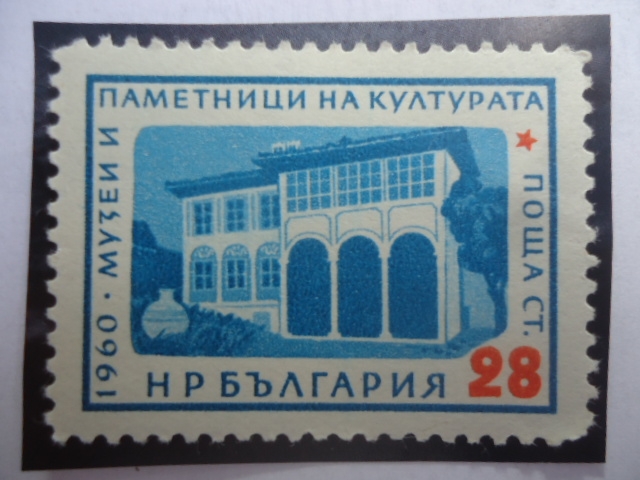 1960 · МУЗЕИ И
ПАМЕТНИЦИ НА КУЛТУРАТА
ПОЩА СТ.
28
НР БЪЛГАРИЯ